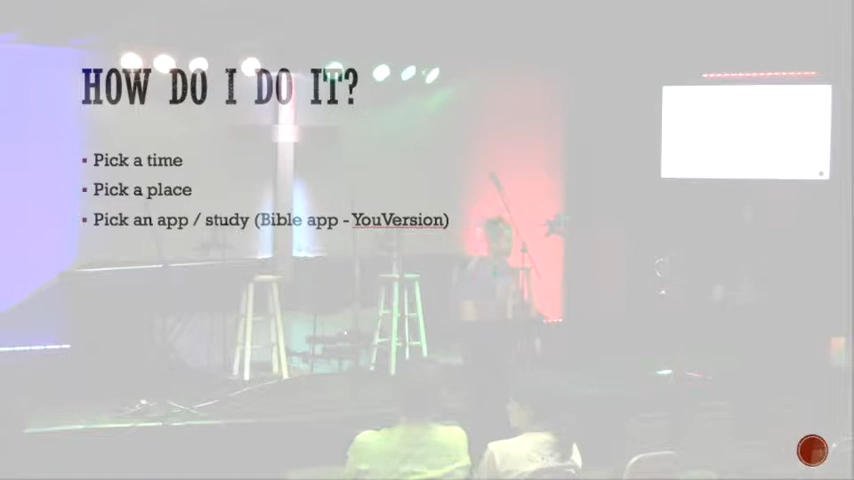 HOW DO I DO IT?
Pick a time
Pick a place
Pick an app / study (Bible app - YouVersion)